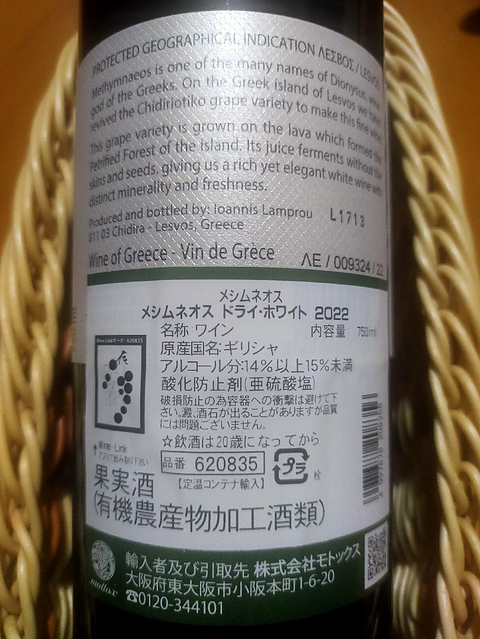 PROTECTED GEOGRAPHICAL INDICATION ΛΕΣΒΟΣ / LESVOS
Methymnaeos is one of the many names of Dionysus, wine
god of the Greeks. On the Greek island of Lesvos we have
revived the Chidiriotiko grape variety to make this fine wine.
This grape variety is grown on the lava which formed the
Petrified Forest of the island. Its juice ferments without the
skins and seeds, giving us a rich yet elegant white wine with
distinct minerality and freshness.
Produced and bottled by: Ioannis Lamprou
L1713
811 03 Chidira - Lesvos, Greece
Wine of Greece - Vin de Grèce
ΛΕ / 009324 / 22
メシムネオス
メシムネオス ドライ・ホワイト 2022
名称:ワイン 内容量 750ml
原産国名:ギリシャ
アルコール分:14%以上15%未満
酸化防止剤(亜硫酸塩)
破損防止の為容器への衝撃は避けて下
さい。澱、酒石が出ることがありますが品質
には問題ございません。
☆飲酒は20歳になってから
Wine-Link
品番 620835
プラ 栓
【定温コンテナ輸入】
果実酒
(有機農産物加工酒類)
mottox
輸入者及び引取先 株式会社モトックス
大阪府東大阪市小阪本町1-6-20
☎0120-344101